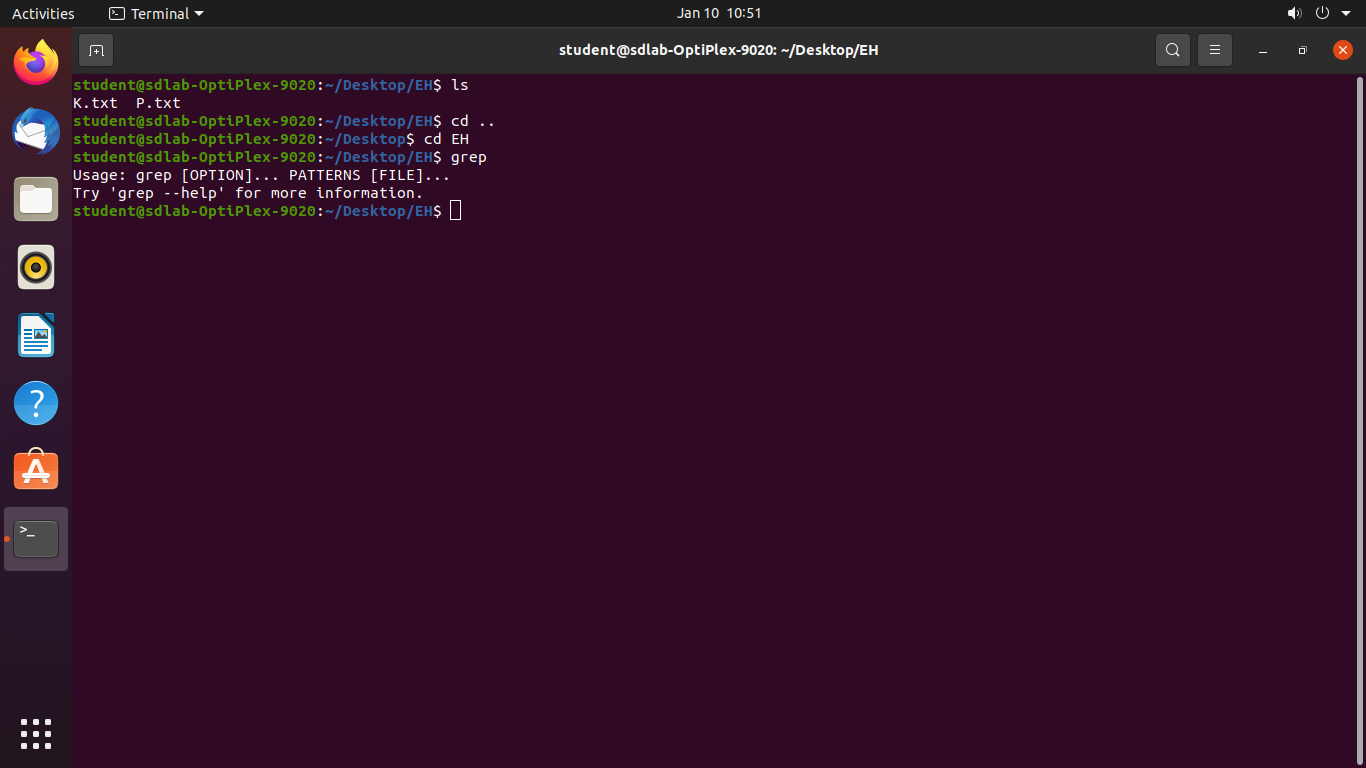 Activities
Terminal
Jan 10 10:51
student@sdlab-OptiPlex-9020: ~/Desktop/EH
student@sdlab-OptiPlex-9020:~/Desktop/EH$ ls
K.txt  P.txt
student@sdlab-OptiPlex-9020:~/Desktop/EH$ cd ..
student@sdlab-OptiPlex-9020:~/Desktop$ cd EH
student@sdlab-OptiPlex-9020:~/Desktop/EH$ grep
Usage: grep [OPTION]... PATTERNS [FILE]...
Try 'grep --help' for more information.
student@sdlab-OptiPlex-9020:~/Desktop/EH$